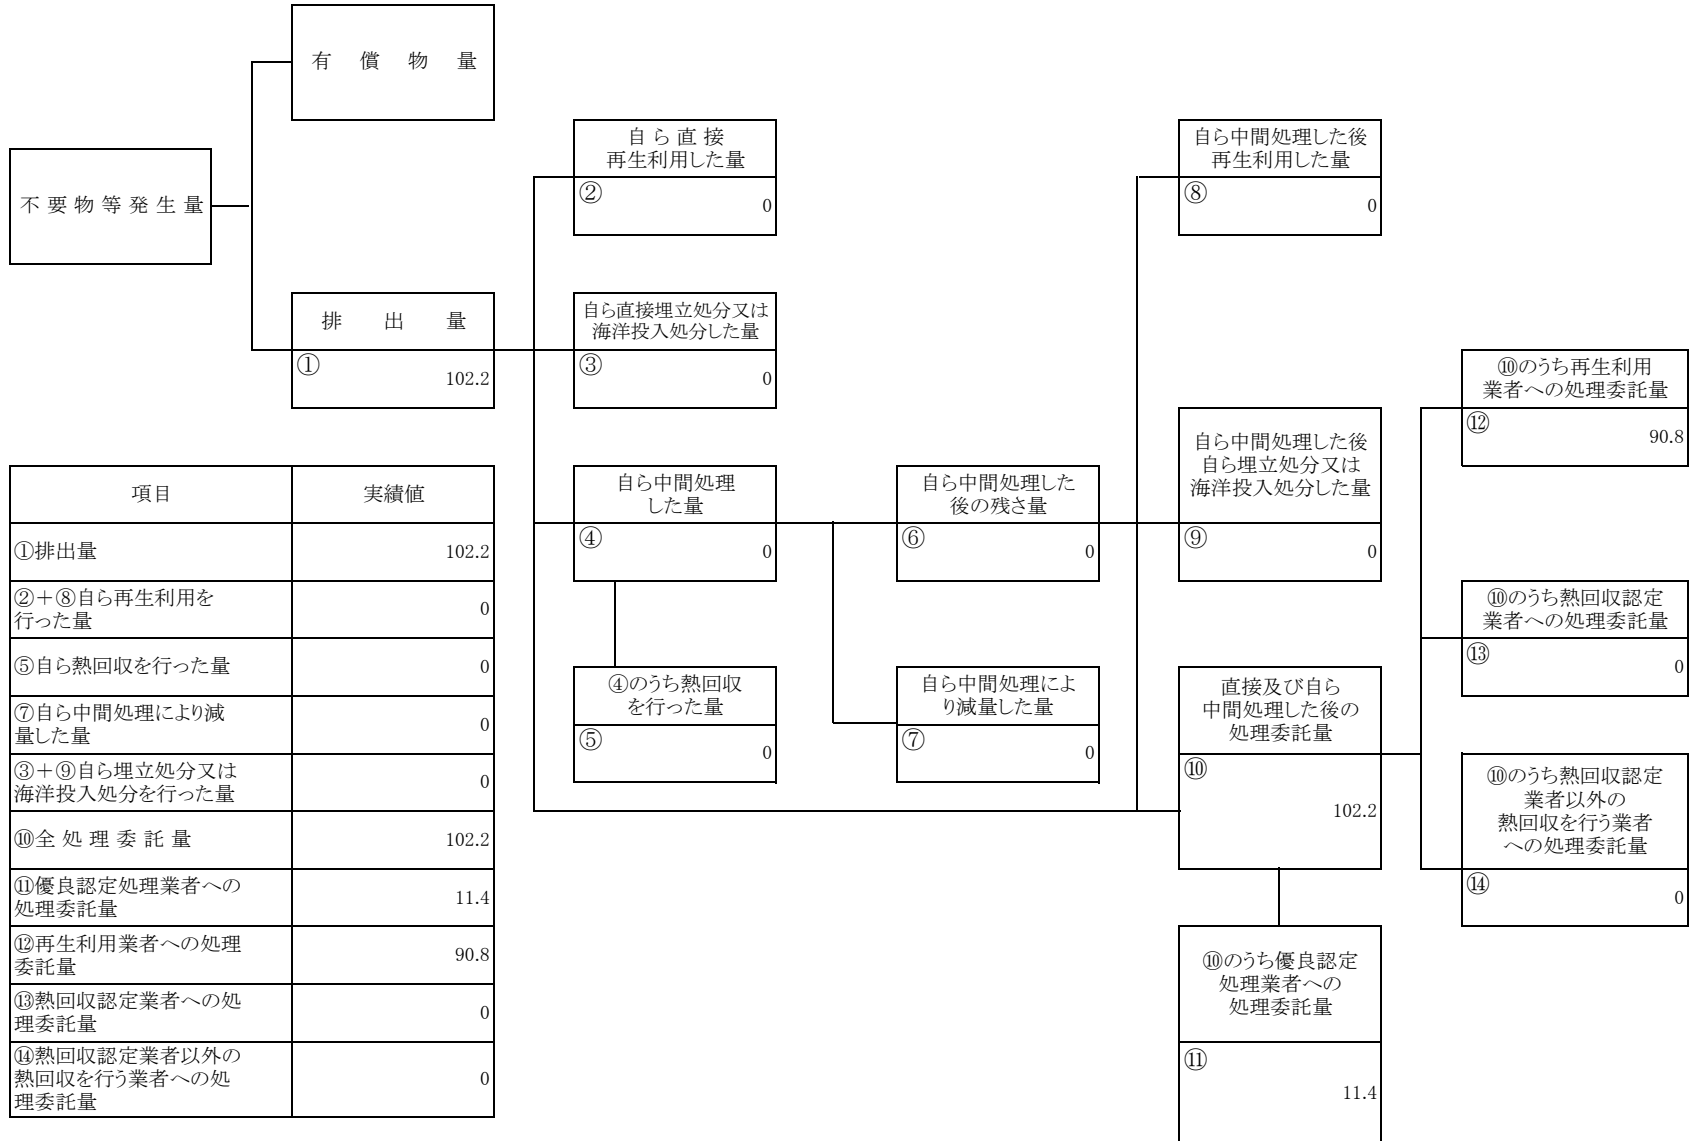 有償物量
不要物等発生量
排出量
①
102.2
自ら直接
再生利用した量
②
0
自ら直接埋立処分又は
海洋投入処分した量
③
0
自ら中間処理
した量
④
0
④のうち熱回収
を行った量
⑤
0
自ら中間処理した
後の残さ量
⑥
0
自ら中間処理によ
り減量した量
⑦
0
自ら中間処理した後
再生利用した量
⑧
0
自ら中間処理した後
自ら埋立処分又は
海洋投入処分した量
⑨
0
直接及び自ら
中間処理した後の
処理委託量
⑩
102.2
⑩のうち優良認定
処理業者への
処理委託量
⑪
11.4
⑩のうち再生利用
業者への処理委託量
⑫
90.8
⑩のうち熱回収認定
業者への処理委託量
⑬
0
⑩のうち熱回収認定
業者以外の
熱回収を行う業者
への処理委託量
⑭
0
項目 実績値
①排出量 102.2
②+⑧自ら再生利用を
行った量 0
⑤自ら熱回収を行った量 0
⑦自ら中間処理により減
量した量 0
③+⑨自ら埋立処分又は
海洋投入処分を行った量 0
⑩全処理委託量 102.2
⑪優良認定処理業者への
処理委託量 11.4
⑫再生利用業者への処理
委託量 90.8
⑬熱回収認定業者への処
理委託量 0
⑭熱回収認定業者以外の
熱回収を行う業者への処
理委託量 0